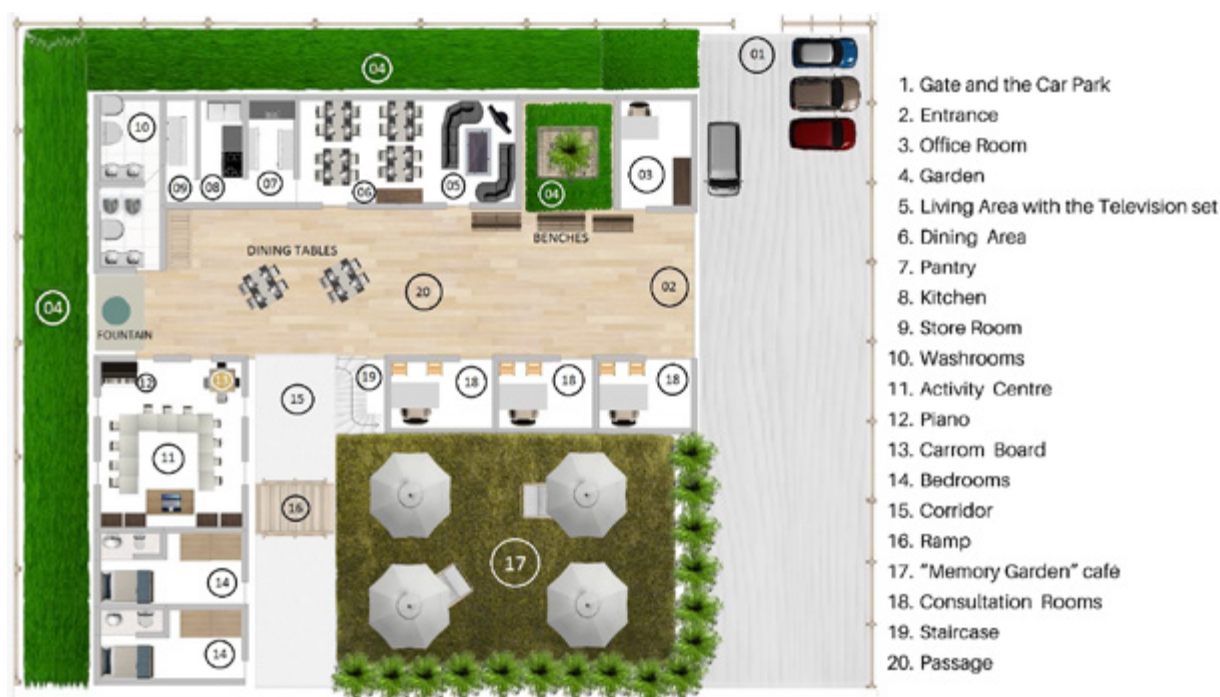 01
04
10
09
08
07
06
05
04
03
DINING TABLES
BENCHES
20
02
04
FOUNTAIN
12
13
15
19
18
18
18
11
16
17
14
14
1. Gate and the Car Park
2. Entrance
3. Office Room
4. Garden
5. Living Area with the Television set
6. Dining Area
7. Pantry
8. Kitchen
9. Store Room
10. Washrooms
11. Activity Centre
12. Piano
13. Carrom Board
14. Bedrooms
15. Corridor
16. Ramp
17. "Memory Garden" café
18. Consultation Rooms
19. Staircase
20. Passage